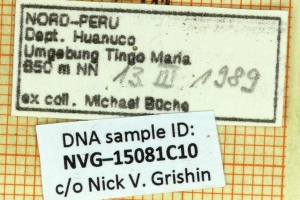 NORD-PERU
Dept. Huanuco
Umgebung Tingo Maria
650 m NN 13 III 1989
ex coll. Michael Büche
DNA sample ID:
NVG–15081C10
c/o Nick V. Grishin